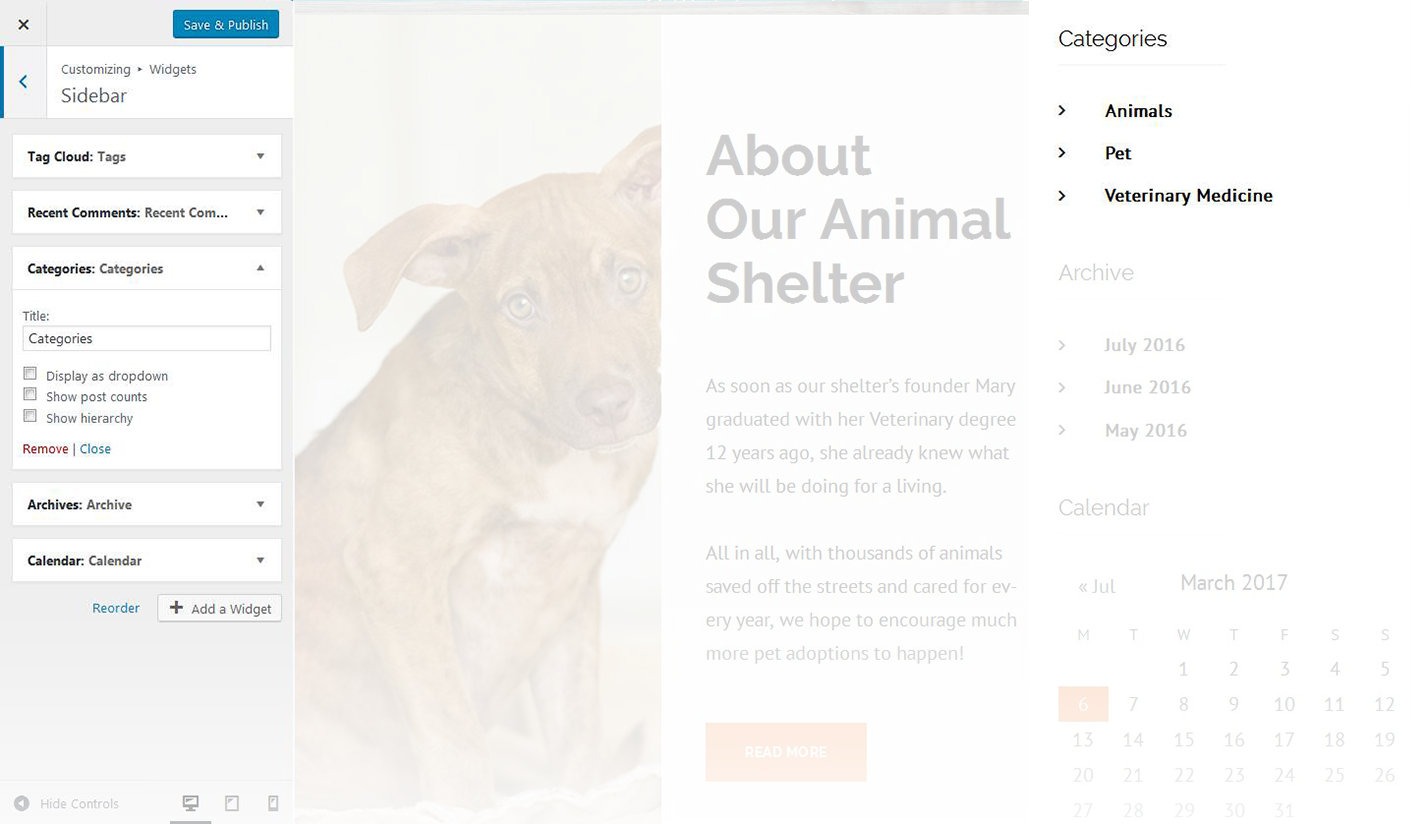 Save & Publish
Customizing ▸ Widgets
Sidebar
Tag Cloud: Tags
Recent Comments: Recent Com...
Categories: Categories
Title:
Categories
Display as dropdown
Show post counts
Show hierarchy
Remove | Close
Archives: Archive
Calendar: Calendar
Reorder
Add a Widget
Hide Controls
About
Our Animal
Shelter
As soon as our shelter's founder Mary
graduated with her Veterinary degree
12 years ago, she already knew what
she will be doing for a living.
All in all, with thousands of animals
saved off the streets and cared for ev-
ery year, we hope to encourage much
more pet adoptions to happen!
READ MORE
Categories
Animals
Pet
Veterinary Medicine
Archive
July 2016
June 2016
May 2016
Calendar
« Jul March 2017
M T W T F S S
1 2 3 4 5
6 7 8 9 10 11 12
13 14 15 16 17 18 19
20 21 22 23 24 25 26
27 28 29 30 31